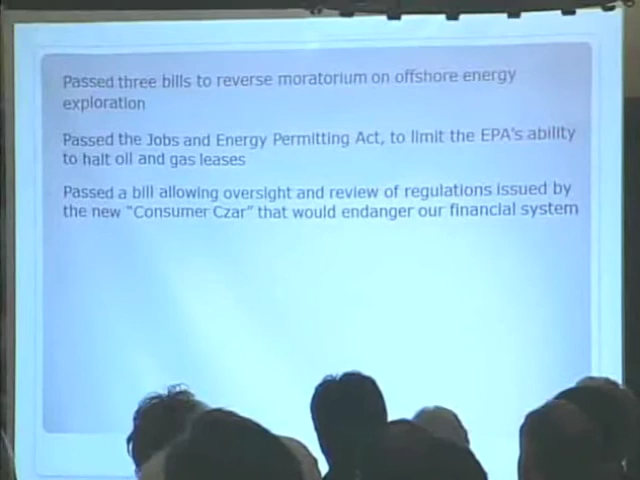 Passed three bills to reverse moratorium on offshore energy
exploration
Passed the Jobs and Energy Permitting Act, to limit the EPA's ability
to halt oil and gas leases
Passed a bill allowing oversight and review of regulations issued by
the new "Consumer Czar" that would endanger our financial system